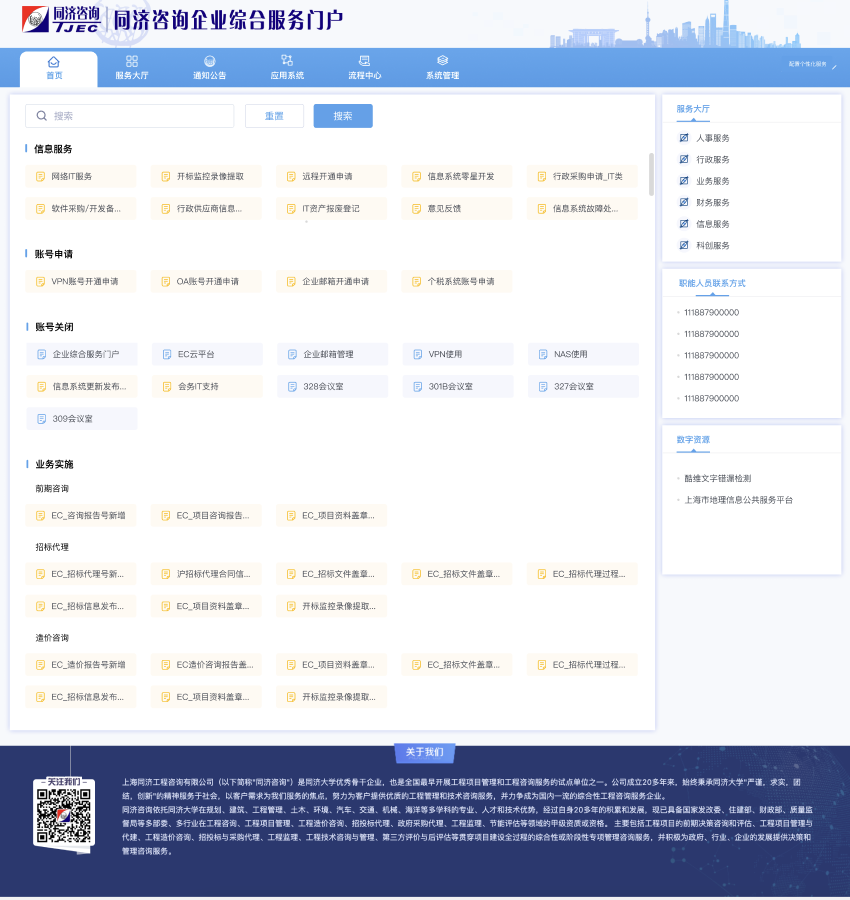 同济咨询
TJEC
同济咨询企业综合服务门户
首页
服务大厅
通知公告
应用系统
流程中心
系统管理
配置个性化服务
搜索
重置
搜索
信息服务
网络IT服务
开标监控录像提取
远程开通申请
信息系统零星开发
行政采购申请_IT类
软件采购/开发备...
行政供应商信息...
IT资产报废登记
意见反馈
信息系统故障处...
账号申请
VPN账号开通申请
OA账号开通申请
企业邮箱开通申请
个税系统账号申请
账号关闭
企业综合服务门户
EC云平台
企业邮箱管理
VPN使用
NAS使用
信息系统更新发布...
会务IT支持
328会议室
301B会议室
327会议室
309会议室
业务实施
前期咨询
EC_咨询报告号新增
EC_项目咨询报告...
EC_项目资料盖章...
招标代理
EC_招标代理号新...
沪招标代理合同信...
EC_招标文件盖章...
EC_招标文件盖章...
EC_招标代理过程...
EC_招标信息发布...
EC_项目资料盖章...
开标监控录像提取...
造价咨询
EC_造价报告号新增
EC造价咨询报告盖...
EC_项目资料盖章...
EC_招标文件盖章...
EC_招标代理过程...
EC_招标信息发布...
EC_项目资料盖章...
开标监控录像提取...
服务大厅
人事服务
行政服务
业务服务
财务服务
信息服务
科创服务
职能人员联系方式
111887900000
111887900000
111887900000
111887900000
111887900000
数字资源
酷维文字错漏检测
上海市地理信息公共服务平台
关于我们
关注我们
上海同济工程咨询有限公司（以下简称"同济咨询"）是同济大学优秀骨干企业，也是全国最早开展工程项目管理和工程咨询服务的试点单位之一。公司成立20多年来，始终秉承同济大学"严谨，求实，团
结，创新"的精神服务于社会，以客户需求为我们服务的焦点，努力为客户提供优质的工程管理和技术咨询服务，并力争成为国内一流的综合性工程咨询服务企业。
同济咨询依托同济大学在规划、建筑、工程管理、土木、环境、汽车、交通、机械、海洋等多学科的专业、人才和技术优势，经过自身20多年的积累和发展，现已具备国家发改委、住建部、财政部、质量监
督局等多部委、多行业在工程咨询、工程项目管理、工程造价咨询、招投标代理、政府采购代理、工程监理、节能评估等领域的甲级资质或资格。 主要包括工程项目的前期决策咨询和评估、工程项目管理与
代建、工程造价咨询、招投标与采购代理、工程监理、工程技术咨询与管理、第三方评价与后评估等贯穿项目建设全过程的综合性或阶段性专项管理咨询服务，并积极为政府、行业、企业的发展提供决策和
管理咨询服务。